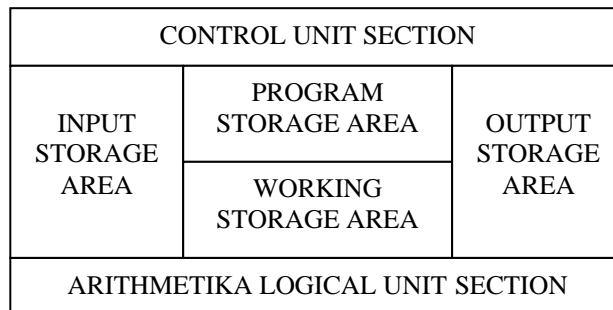 CONTROL UNIT SECTION
INPUT
STORAGE
AREA
PROGRAM
STORAGE AREA
WORKING
STORAGE AREA
OUTPUT
STORAGE
AREA
ARITHMETIKA LOGICAL UNIT SECTION